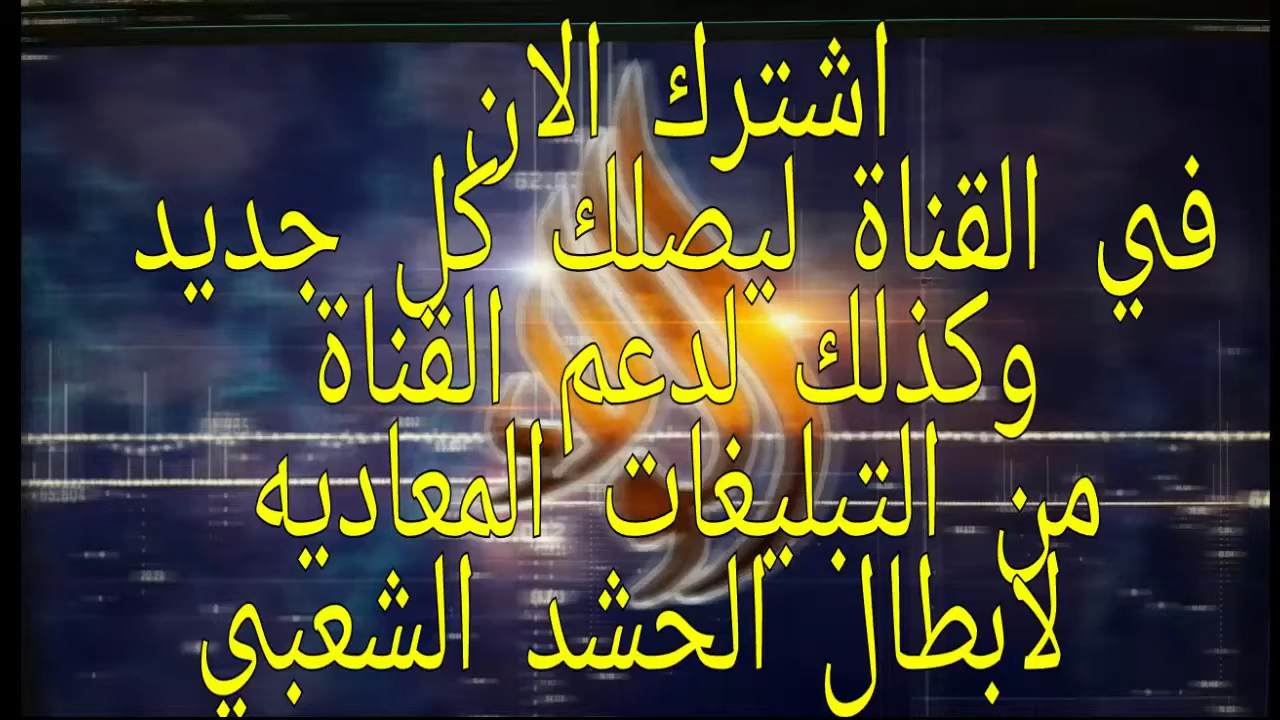 اشترك الان
في القناة ليصلك كل جديد
وكذلك لدعم القناة
من التبليغات المعاديه
لابطال الحشد الشعبي